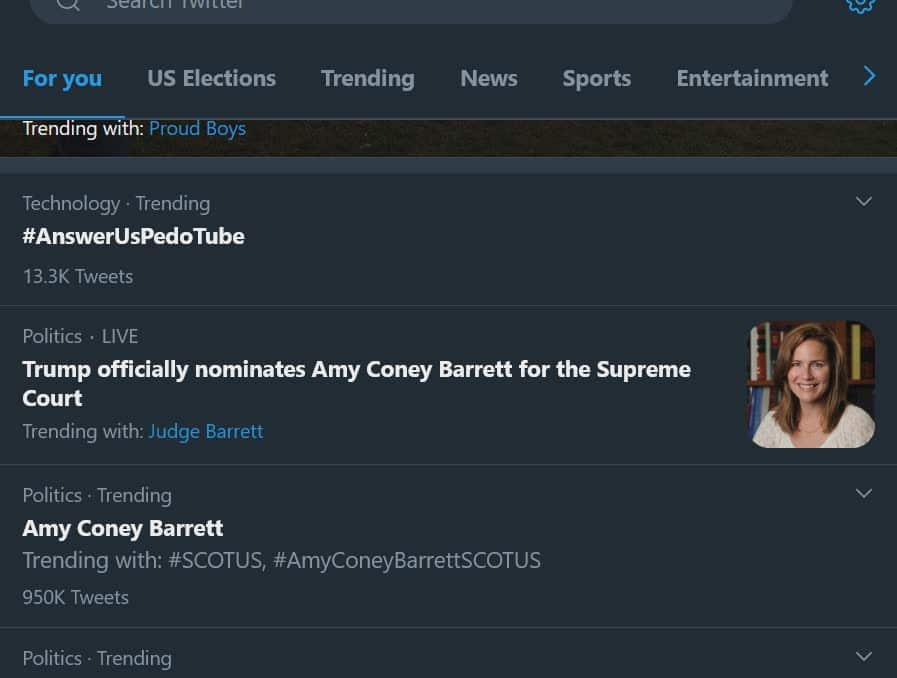 Search Twitter
For you US Elections Trending News Sports Entertainment
Trending with: Proud Boys
Technology · Trending
#AnswerUsPedoTube
13.3K Tweets
Politics · LIVE
Trump officially nominates Amy Coney Barrett for the Supreme
Court
Trending with: Judge Barrett
Politics · Trending
Amy Coney Barrett
Trending with: #SCOTUS, #AmyConeyBarrettSCOTUS
950K Tweets
Politics · Trending